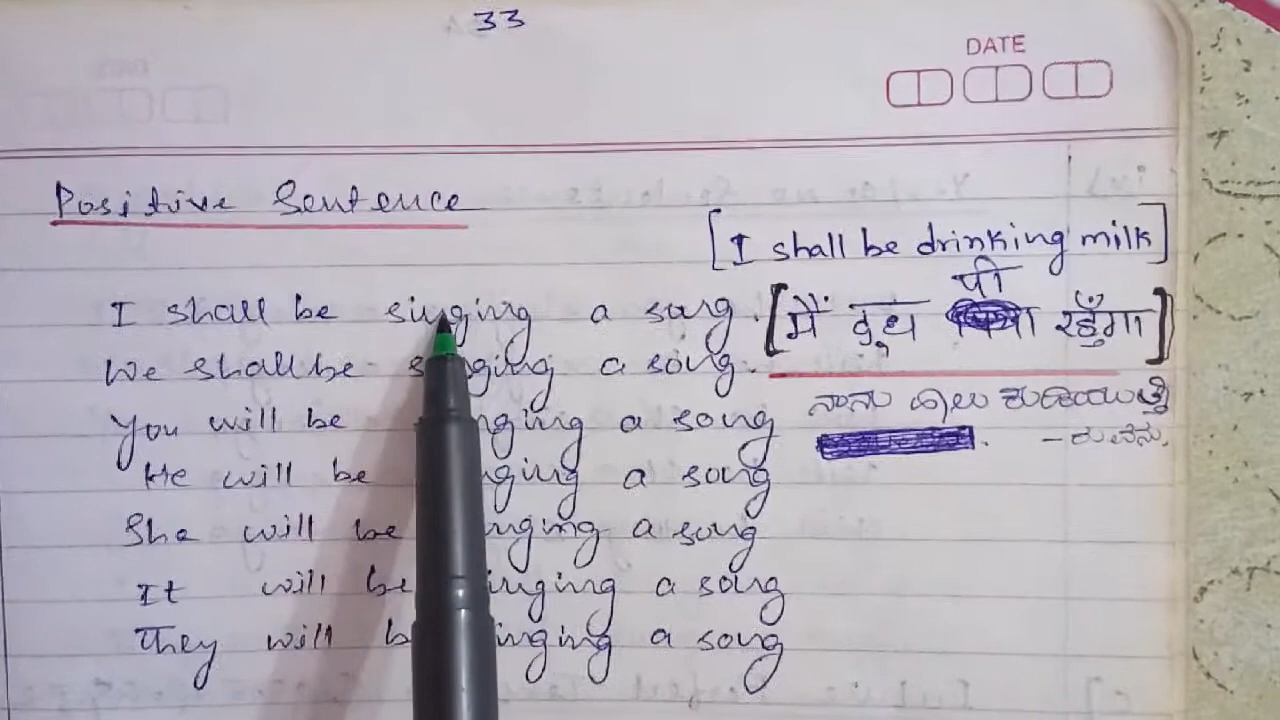 33
DATE
Positive Sentence
[I shall be drinking milk]
I shall be singing a song. [में दूध पी रहुँगा]
We shall be singing a song.
ನಾನು ಹಾಲು ಕುಡಿಯುತ್ತಿ
You will be singing a song
-ರುವೆನು.
He will be singing a song
She will be singing a song
It will be singing a song
They will be singing a song